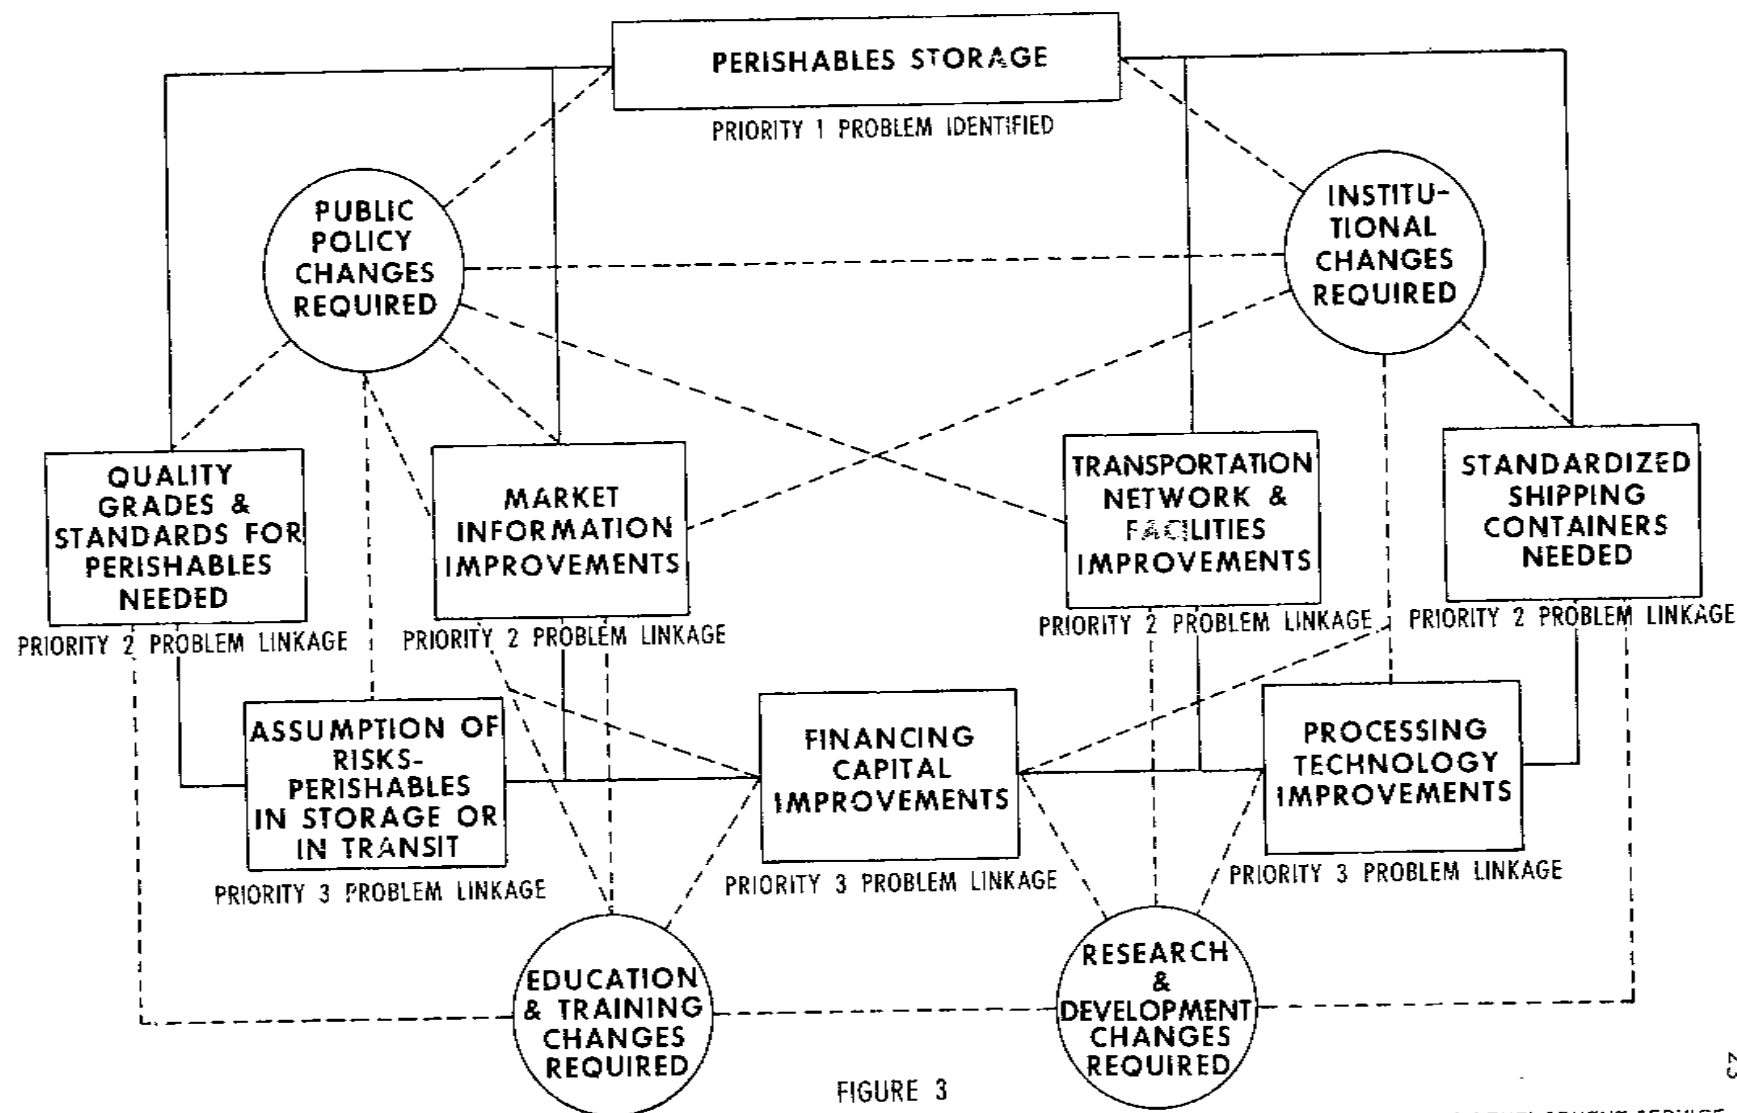 PERISHABLES STORAGE
PRIORITY 1 PROBLEM IDENTIFIED
PUBLIC
POLICY
CHANGES
REQUIRED
INSTITU-
TIONAL
CHANGES
REQUIRED
QUALITY
GRADES &
STANDARDS FOR
PERISHABLES
NEEDED
PRIORITY 2 PROBLEM LINKAGE
MARKET
INFORMATION
IMPROVEMENTS
PRIORITY 2 PROBLEM LINKAGE
TRANSPORTATION
NETWORK &
FACILITIES
IMPROVEMENTS
PRIORITY 2 PROBLEM LINKAGE
STANDARDIZED
SHIPPING
CONTAINERS
NEEDED
PRIORITY 2 PROBLEM LINKAGE
ASSUMPTION OF
RISKS-
PERISHABLES
IN STORAGE OR
IN TRANSIT
PRIORITY 3 PROBLEM LINKAGE
FINANCING
CAPITAL
IMPROVEMENTS
PRIORITY 3 PROBLEM LINKAGE
PROCESSING
TECHNOLOGY
IMPROVEMENTS
PRIORITY 3 PROBLEM LINKAGE
EDUCATION
& TRAINING
CHANGES
REQUIRED
RESEARCH
&
DEVELOPMENT
CHANGES
REQUIRED
FIGURE 3